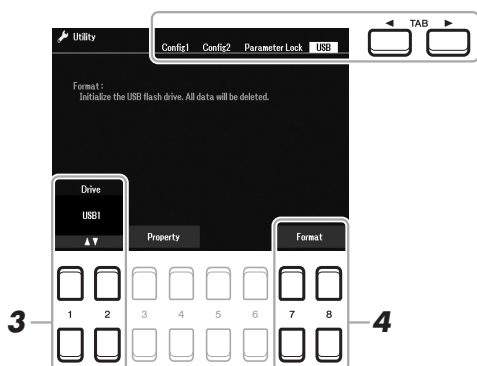 ◄ TAB ►
Utility
Config1 Config2 Parameter Lock USB
Format :
Initialize the USB flash drive. All data will be deleted.
Drive
USB1
▲▼ Property Format
1 2 3 4 5 6 7 8
3 4